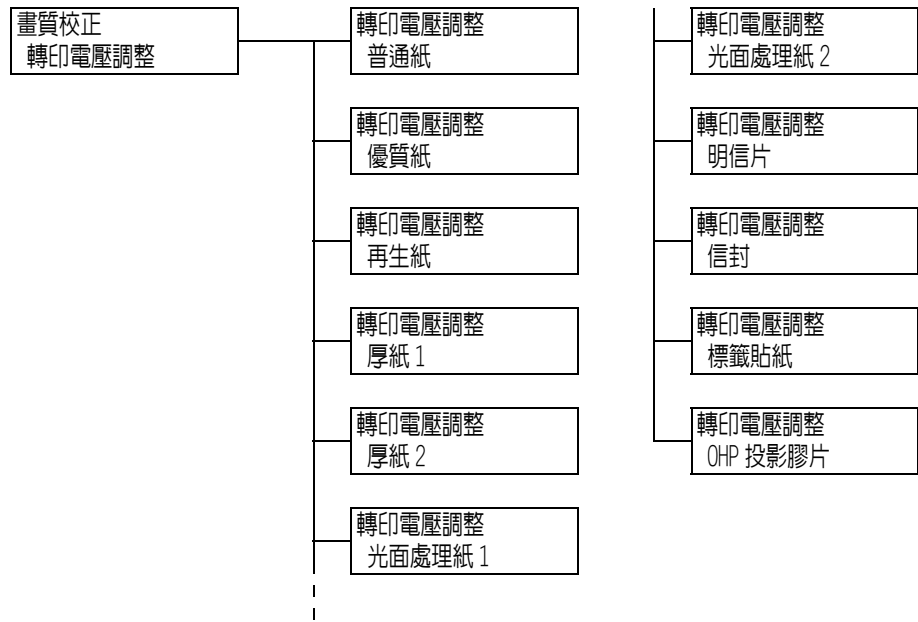 畫質校正
轉印電壓調整
轉印電壓調整
普通紙
轉印電壓調整
優質紙
轉印電壓調整
再生紙
轉印電壓調整
厚紙 1
轉印電壓調整
厚紙 2
轉印電壓調整
光面處理紙 1
轉印電壓調整
光面處理紙 2
轉印電壓調整
明信片
轉印電壓調整
信封
轉印電壓調整
標籤貼紙
轉印電壓調整
OHP 投影膠片